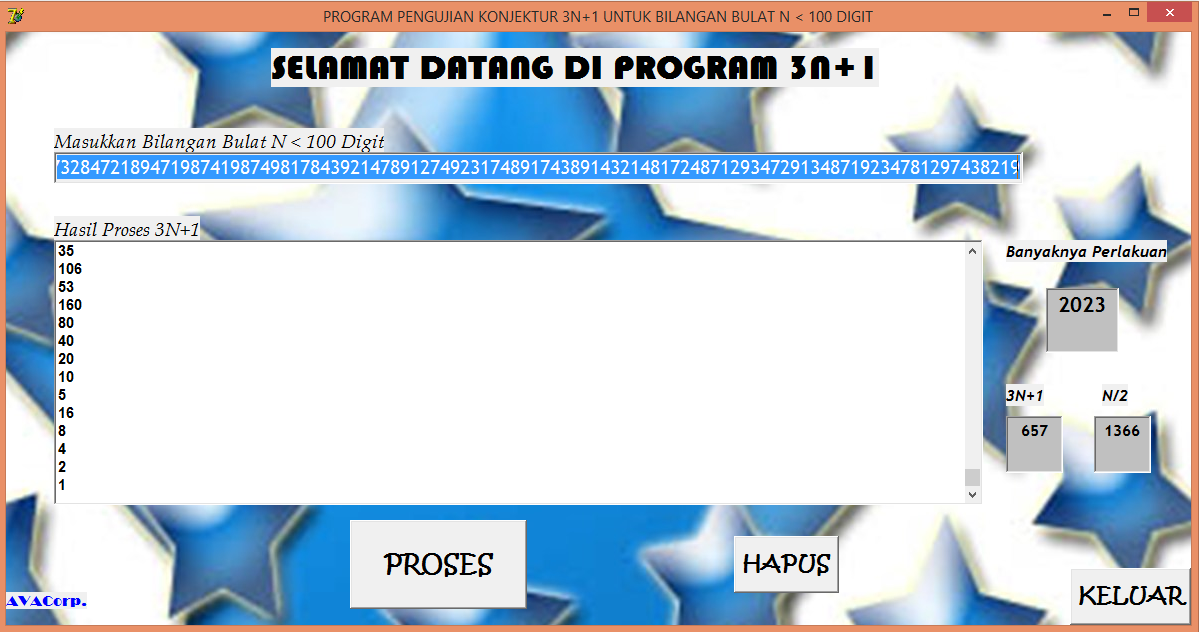 PROGRAM PENGUJIAN KONJEKTUR 3N+1 UNTUK BILANGAN BULAT N < 100 DIGIT
SELAMAT DATANG DI PROGRAM 3N+1
Masukkan Bilangan Bulat N < 100 Digit
7328472189471987419874981784392147891274923174891743891432148172487129347291348719234781297438219
Hasil Proses 3N+1
35
106
53
160
80
40
20
10
5
16
8
4
2
1
Banyaknya Perlakuan
2023
3N+1 N/2
657 1366
PROSES
HAPUS
KELUAR
AVACorp.